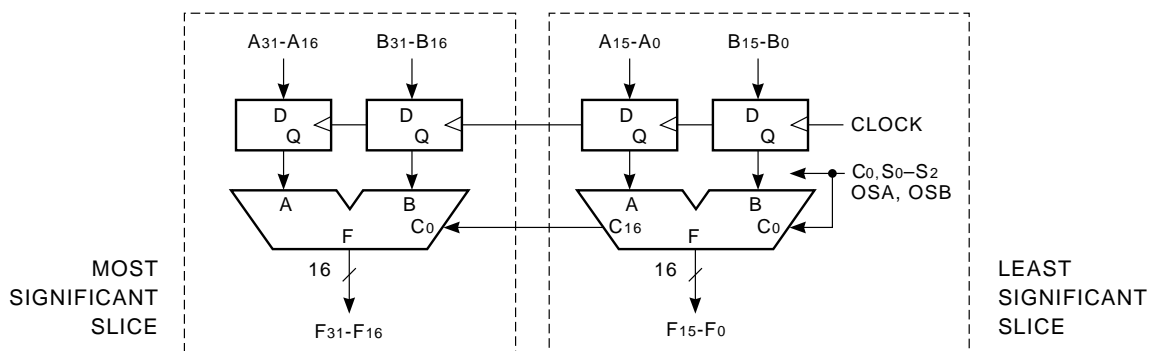 A31-A16 B31-B16 A15-A0 B15-B0
D D D D
Q Q Q Q CLOCK
C0, S0–S2
OSA, OSB
A B A B
C0 C16 C0
F F
16 16
MOST
SIGNIFICANT
SLICE
LEAST
SIGNIFICANT
SLICE
F31-F16 F15-F0